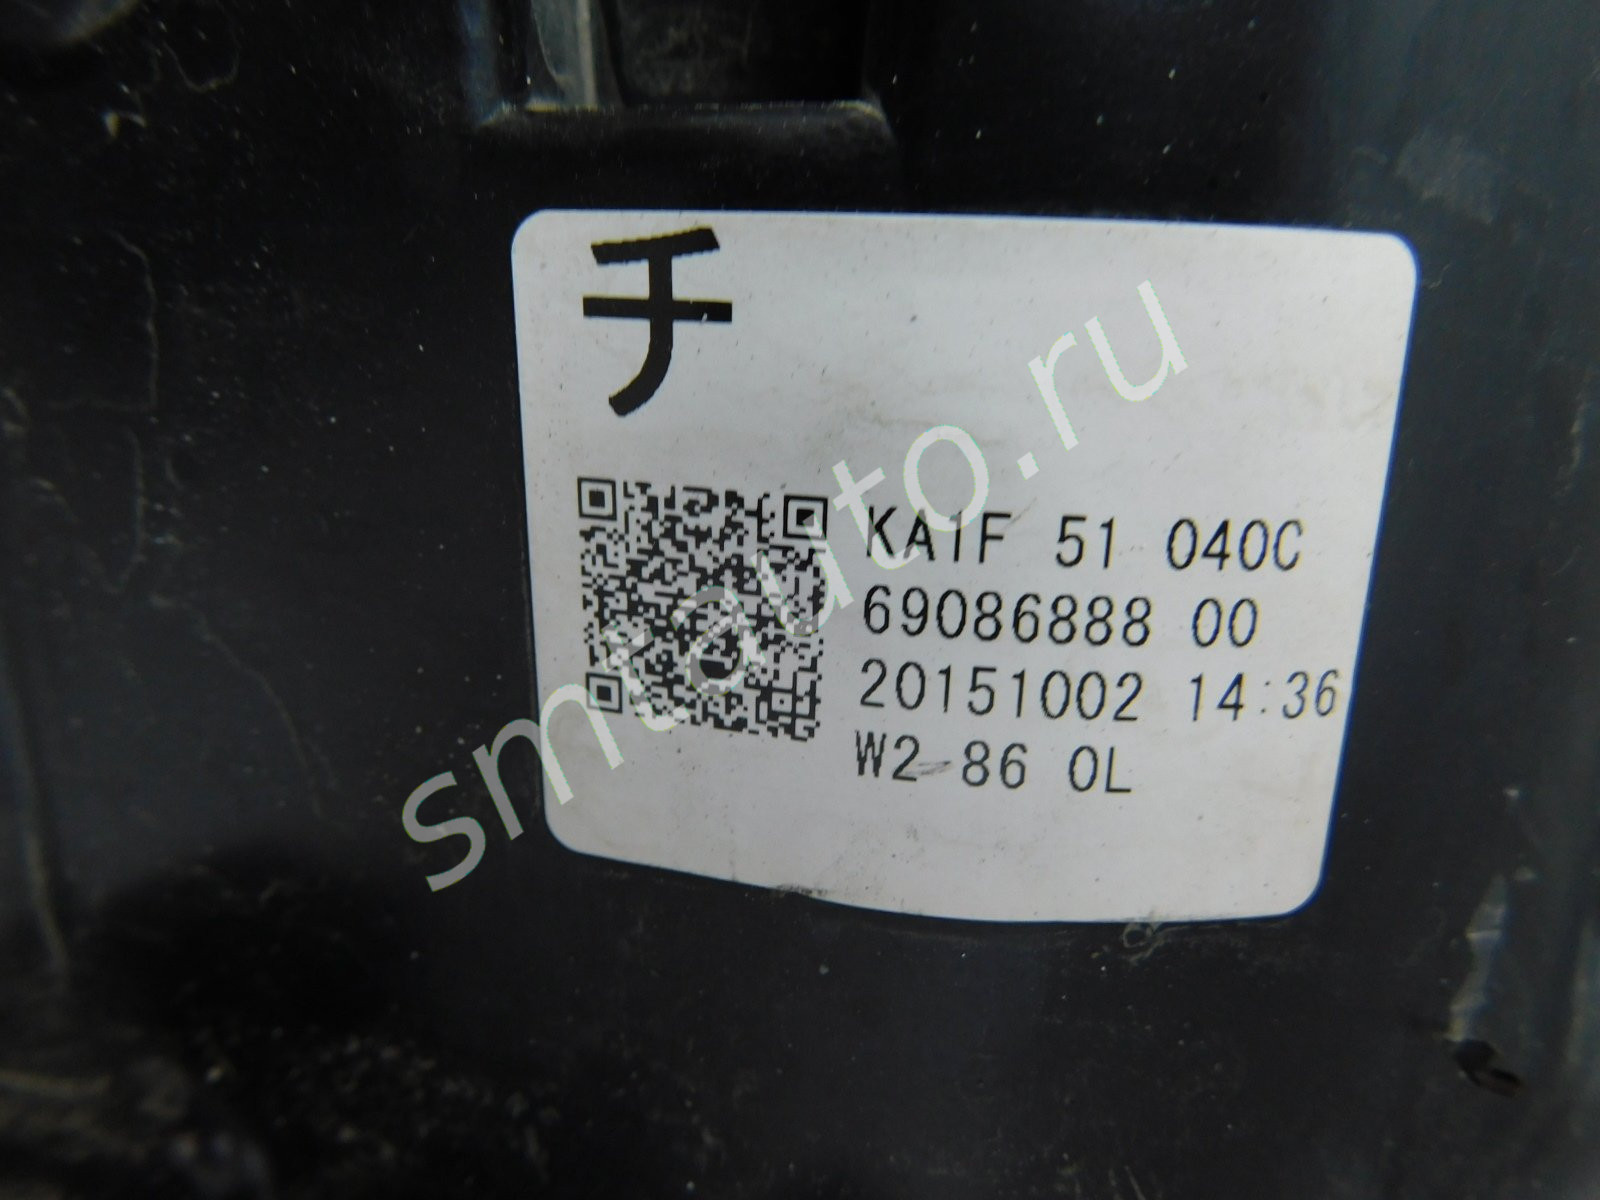 チ
KA1F 51 040C
69086888 00
20151002 14:36
W2-86 0L
smtauto.ru